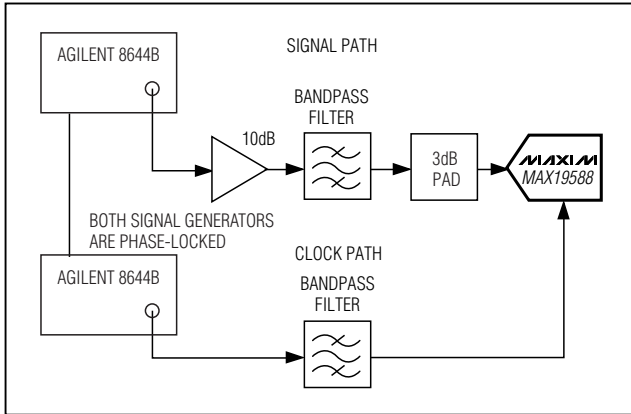 AGILENT 8644B
SIGNAL PATH
10dB
BANDPASS
FILTER
3dB
PAD
MAXIM
MAX19588
BOTH SIGNAL GENERATORS
ARE PHASE-LOCKED
AGILENT 8644B
CLOCK PATH
BANDPASS
FILTER